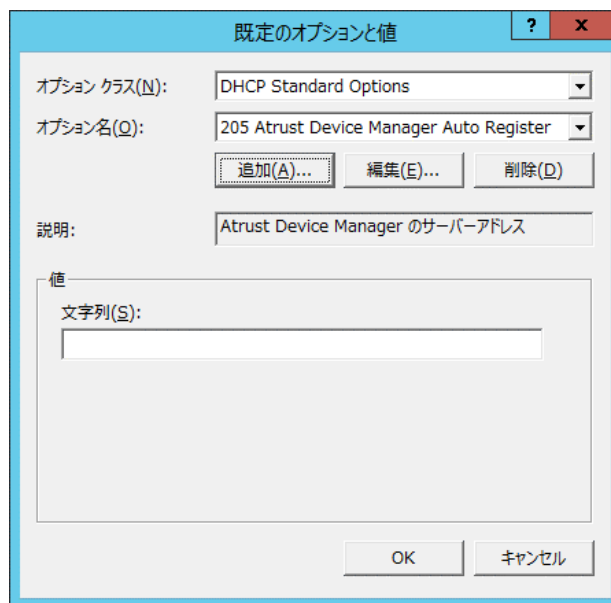 既定のオプションと値
? x
オプション クラス(N): DHCP Standard Options
オプション名(O): 205 Atrust Device Manager Auto Register
追加(A)... 編集(E)... 削除(D)
説明: Atrust Device Manager のサーバーアドレス
値
文字列(S):
OK キャンセル